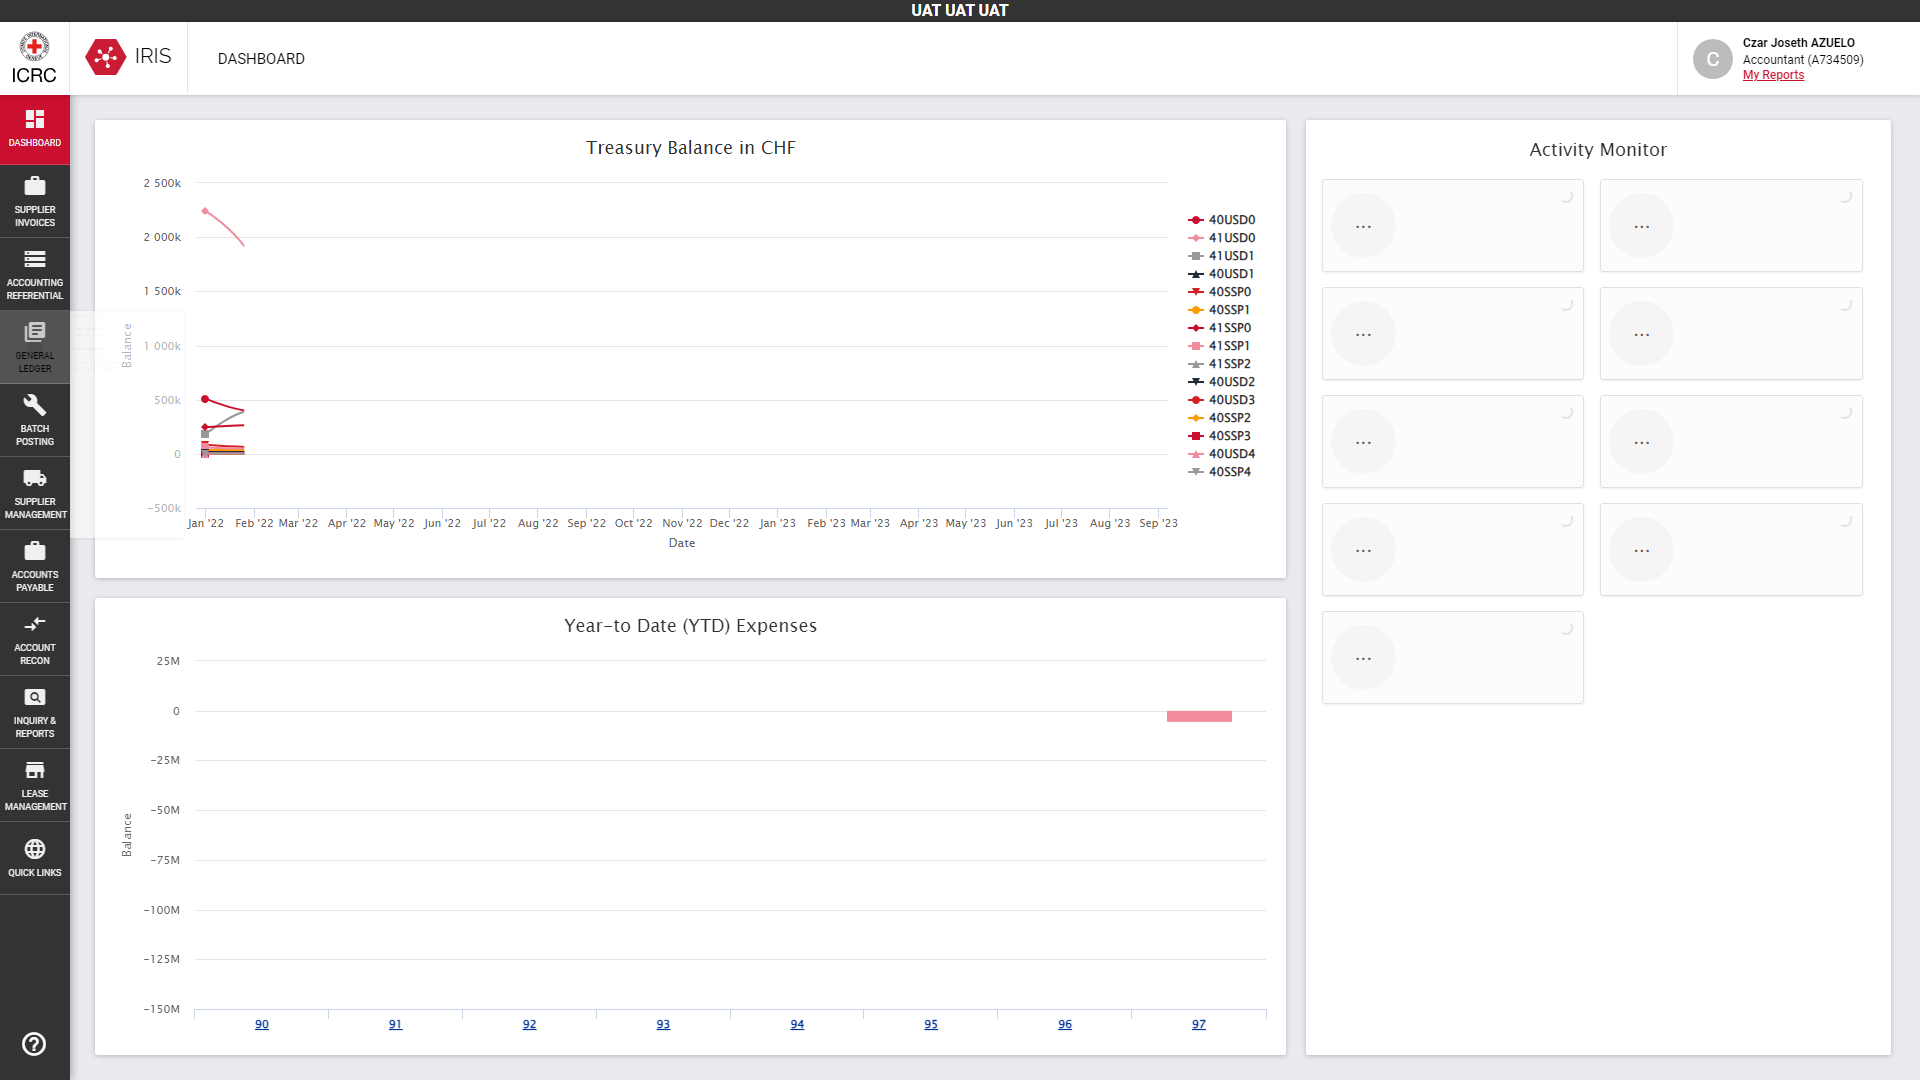 UAT UAT UAT
ICRC
IRIS
DASHBOARD
C
Czar Joseth AZUELO
Accountant (A734509)
My Reports
DASHBOARD
SUPPLIER
INVOICES
ACCOUNTING
REFERENTIAL
GENERAL
LEDGER
BATCH
POSTING
SUPPLIER
MANAGEMENT
ACCOUNTS
PAYABLE
ACCOUNT
RECON
INQUIRY &
REPORTS
LEASE
MANAGEMENT
QUICK LINKS
Treasury Balance in CHF
2 500k
2 000k
1 500k
1 000k
500k
0
-500k
Balance
Jan '22 Feb '22 Mar '22 Apr '22 May '22 Jun '22 Jul '22 Aug '22 Sep '22 Oct '22 Nov '22 Dec '22 Jan '23 Feb '23 Mar '23 Apr '23 May '23 Jun '23 Jul '23 Aug '23 Sep '23
Date
40USD0
41USD0
41USD1
40USD1
40SSP0
40SSP1
41SSP0
41SSP1
41SSP2
40USD2
40USD3
40SSP2
40SSP3
40USD4
40SSP4
Year-to Date (YTD) Expenses
25M
0
-25M
-50M
-75M
-100M
-125M
-150M
Balance
90 91 92 93 94 95 96 97
Activity Monitor
... ...
... ...
... ...
... ...
...